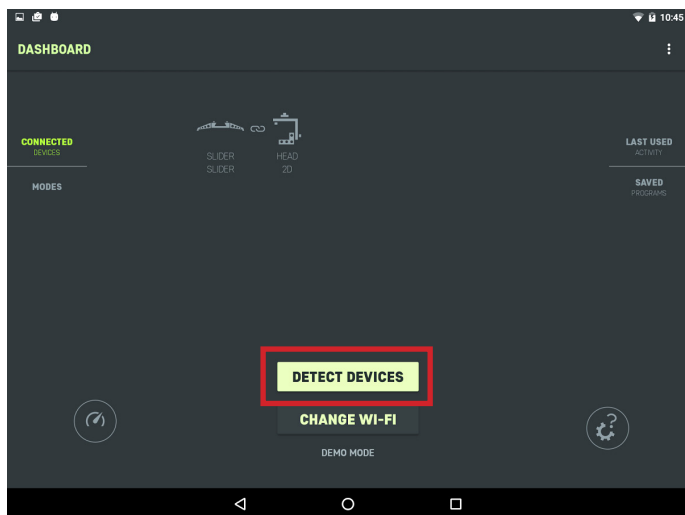 10:45
DASHBOARD
CONNECTED
DEVICES
MODES
SLIDER
SLIDER
HEAD
2D
LAST USED
ACTIVITY
SAVED
PROGRAMS
DETECT DEVICES
CHANGE WI-FI
DEMO MODE
?